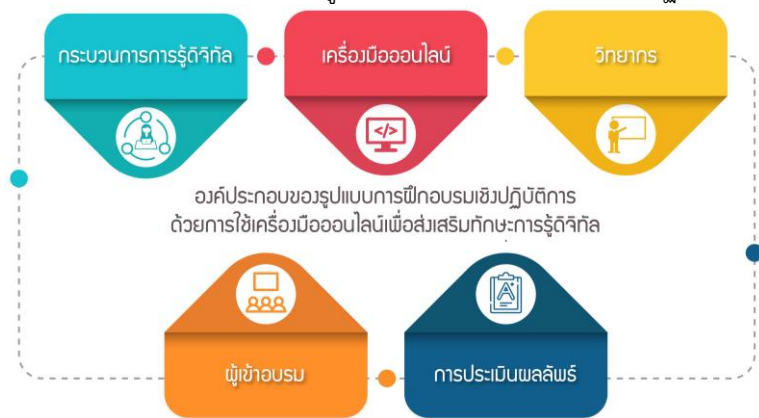 กระบวนการการรู้ดิจิทัล
เครื่องมือออนไลน์
วิทยากร
องค์ประกอบของรูปแบบการฝึกอบรมเชิงปฏิบัติการ
ด้วยการใช้เครื่องมือออนไลน์เพื่อส่งเสริมทักษะการรู้ดิจิทัล
ผู้เข้าอบรม
การประเมินผลลัพธ์